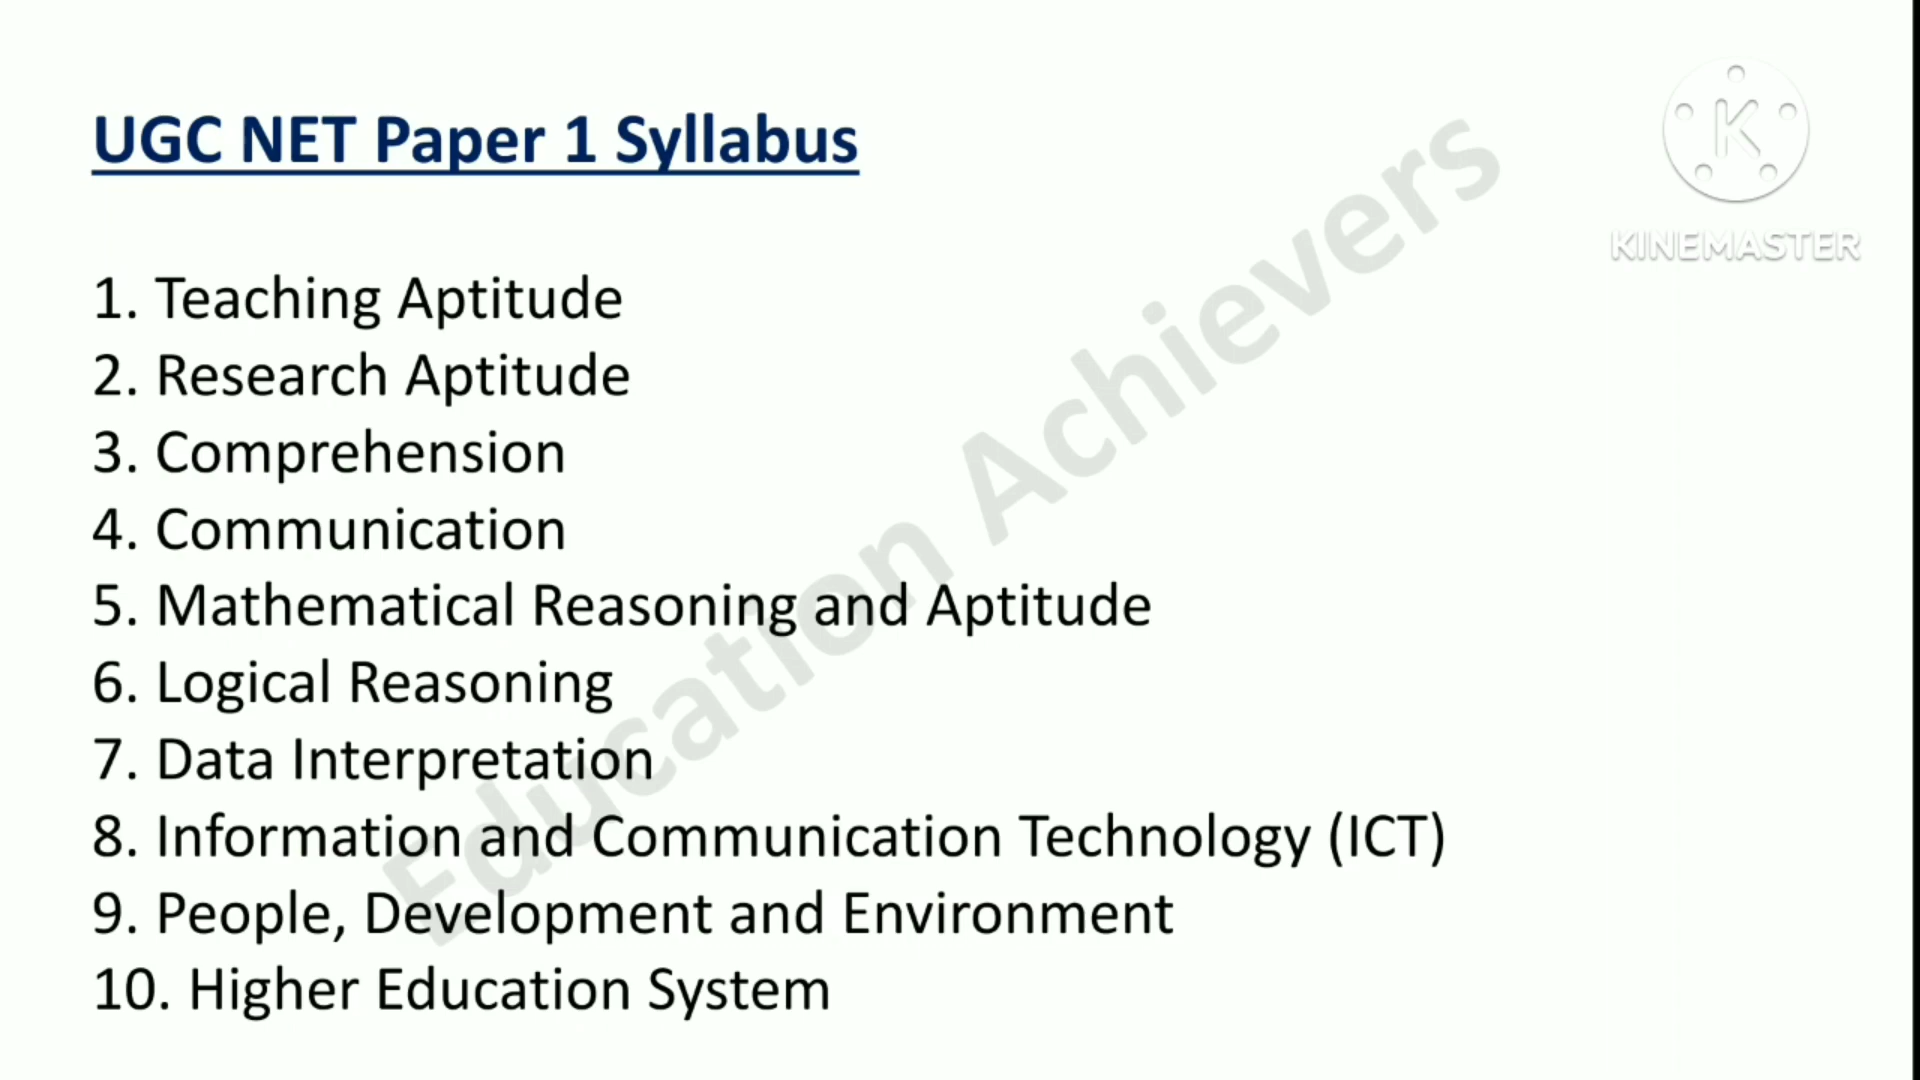 UGC NET Paper 1 Syllabus
KINEMASTER
1. Teaching Aptitude
2. Research Aptitude
3. Comprehension
4. Communication
5. Mathematical Reasoning and Aptitude
6. Logical Reasoning
7. Data Interpretation
8. Information and Communication Technology (ICT)
9. People, Development and Environment
10. Higher Education System
Education Achievers